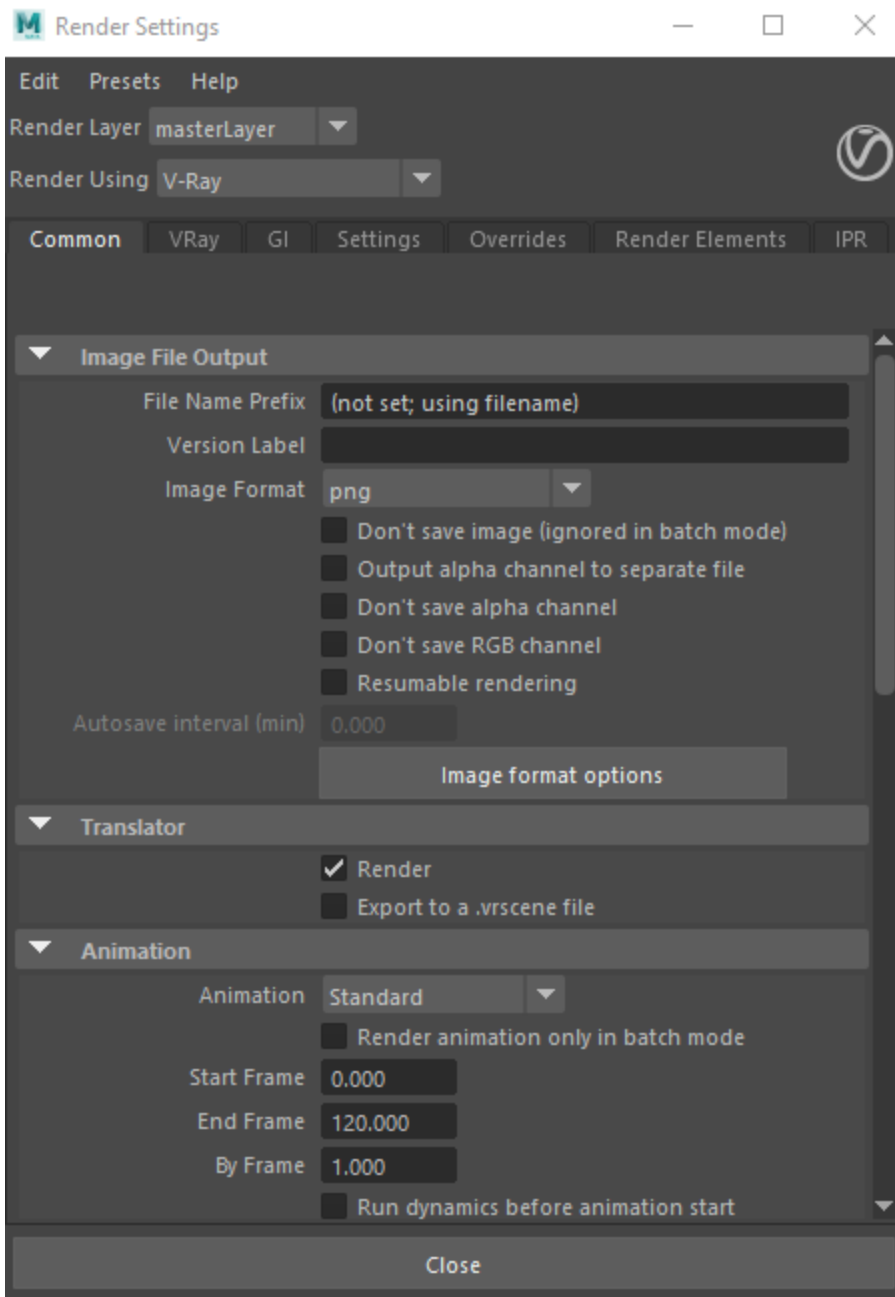 Render Settings
Edit Presets Help
Render Layer masterLayer
Render Using V-Ray
Common VRay GI Settings Overrides Render Elements IPR
Image File Output
File Name Prefix (not set; using filename)
Version Label
Image Format png
Don't save image (ignored in batch mode)
Output alpha channel to separate file
Don't save alpha channel
Don't save RGB channel
Resumable rendering
Autosave interval (min) 0.000
Image format options
Translator
Render
Export to a .vrscene file
Animation
Animation Standard
Render animation only in batch mode
Start Frame 0.000
End Frame 120.000
By Frame 1.000
Run dynamics before animation start
Close